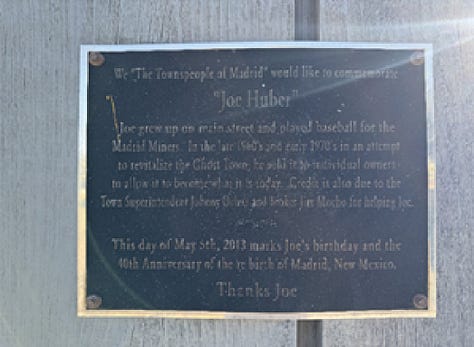 We "The Townspeople of Madrid" would like to commemorate
"Joe Huber"
Joe grew up on main street and played baseball for the
Madrid Miners. In the late 1960's and early 1970's in an attempt
to revitalize the Ghost Town, he sold it to individual owners
to allow it to become what it is today. Credit is also due to the
Town Superintendent Johnny and Broker Jim Mocho for helping Joe.
This day of May 5th, 2013 marks Joe's birthday and the
40th Anniversary of the re birth of Madrid, New Mexico.
Thanks Joe